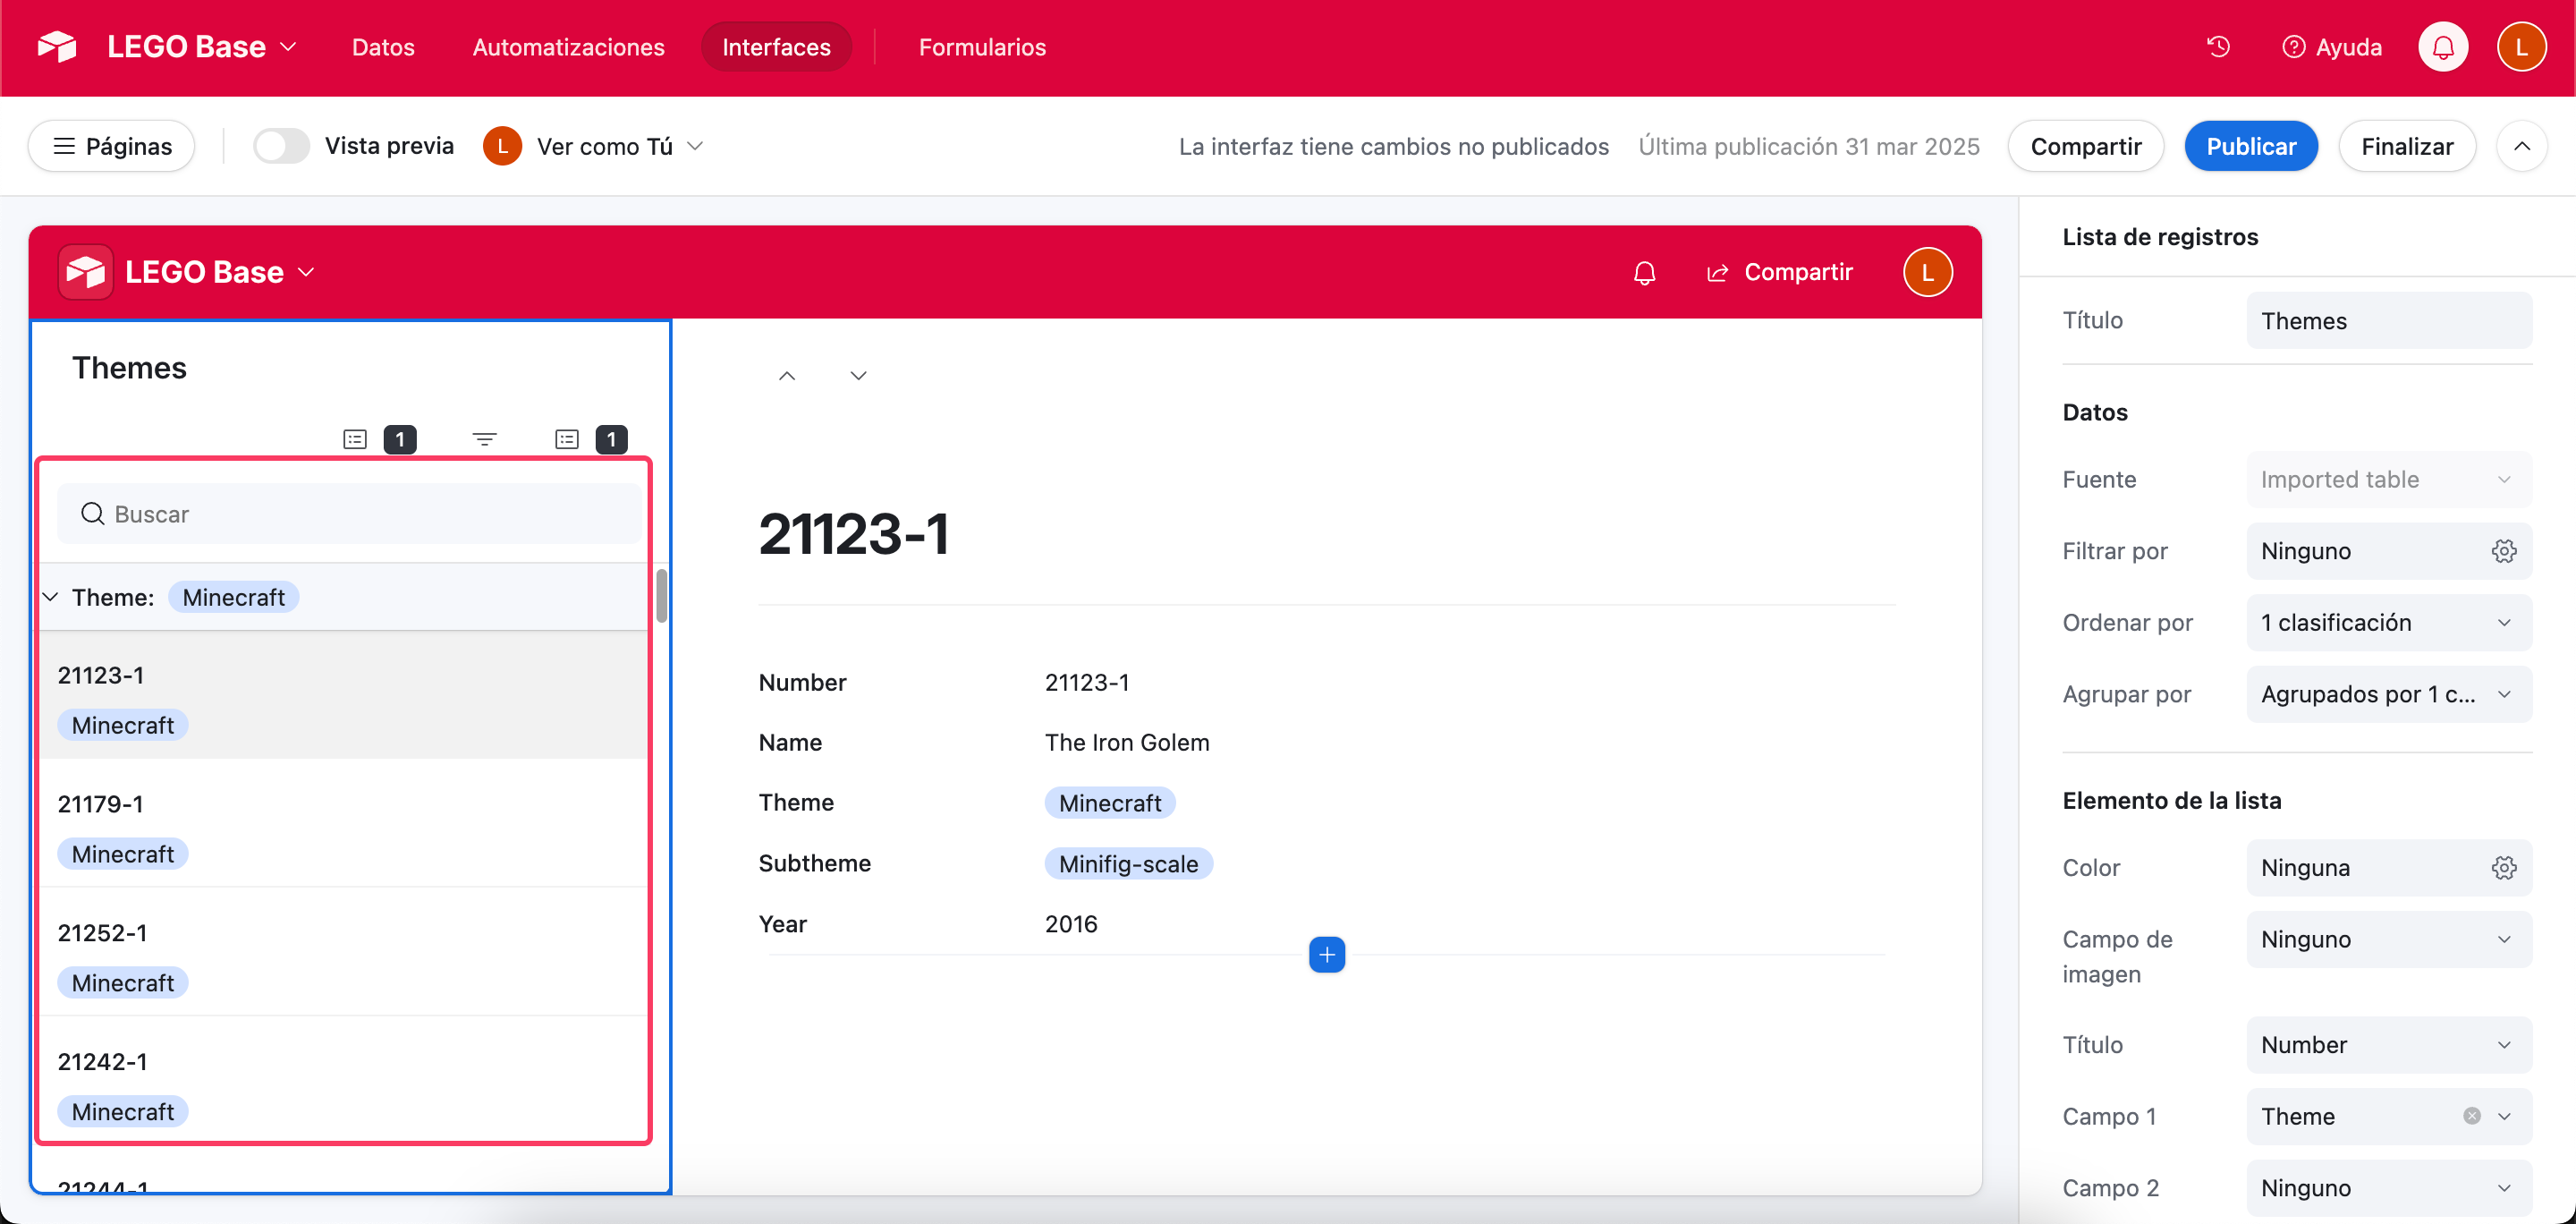 LEGO Base Datos Automatizaciones Interfaces Formularios Ayuda L
Páginas Vista previa L Ver como Tú La interfaz tiene cambios no publicados Última publicación 31 mar 2025 Compartir Publicar Finalizar
LEGO Base Compartir L
Themes
1 1
Buscar
Theme: Minecraft
21123-1
Minecraft
21179-1
Minecraft
21252-1
Minecraft
21242-1
Minecraft
21244-1
21123-1
Number 21123-1
Name The Iron Golem
Theme Minecraft
Subtheme Minifig-scale
Year 2016
Lista de registros
Título Themes
Datos
Fuente Imported table
Filtrar por Ninguno
Ordenar por 1 clasificación
Agrupar por Agrupados por 1 c...
Elemento de la lista
Color Ninguna
Campo de imagen Ninguno
Título Number
Campo 1 Theme
Campo 2 Ninguno